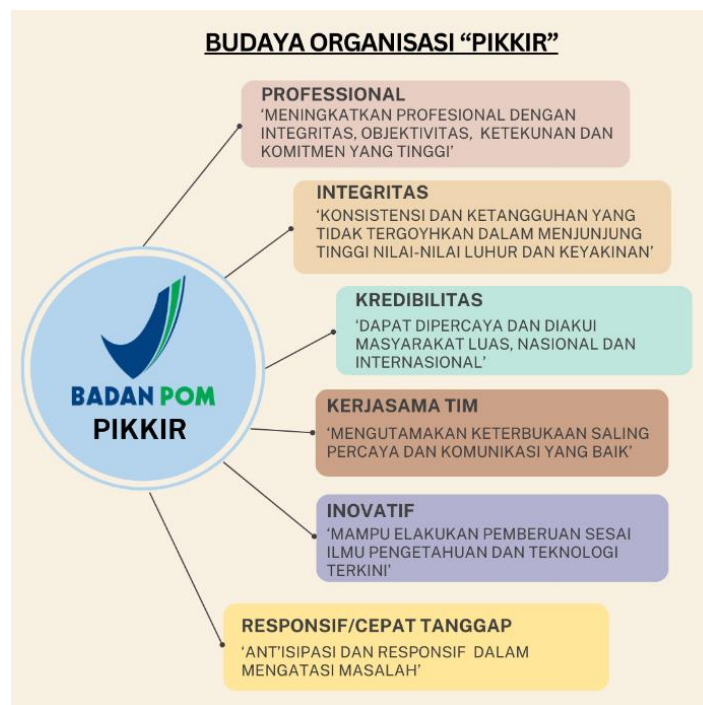 BUDAYA ORGANISASI “PIKKIR”
PROFESSIONAL
‘MENINGKATKAN PROFESIONAL DENGAN
INTEGRITAS, OBJEKTIVITAS, KETEKUNAN DAN
KOMITMEN YANG TINGGI’
INTEGRITAS
‘KONSISTENSI DAN KETANGGUHAN YANG
TIDAK TERGOYHKAN DALAM MENJUNJUNG
TINGGI NILAI-NILAI LUHUR DAN KEYAKINAN’
KREDIBILITAS
‘DAPAT DIPERCAYA DAN DIAKUI
MASYARAKAT LUAS, NASIONAL DAN
INTERNASIONAL’
BADAN POM
PIKKIR
KERJASAMA TIM
‘MENGUTAMAKAN KETERBUKAAN SALING
PERCAYA DAN KOMUNIKASI YANG BAIK’
INOVATIF
‘MAMPU ELAKUKAN PEMBERUAN SESAI
ILMU PENGETAHUAN DAN TEKNOLOGI
TERKINI’
RESPONSIF/CEPAT TANGGAP
‘ANT'ISIPASI DAN RESPONSIF DALAM
MENGATASI MASALAH’